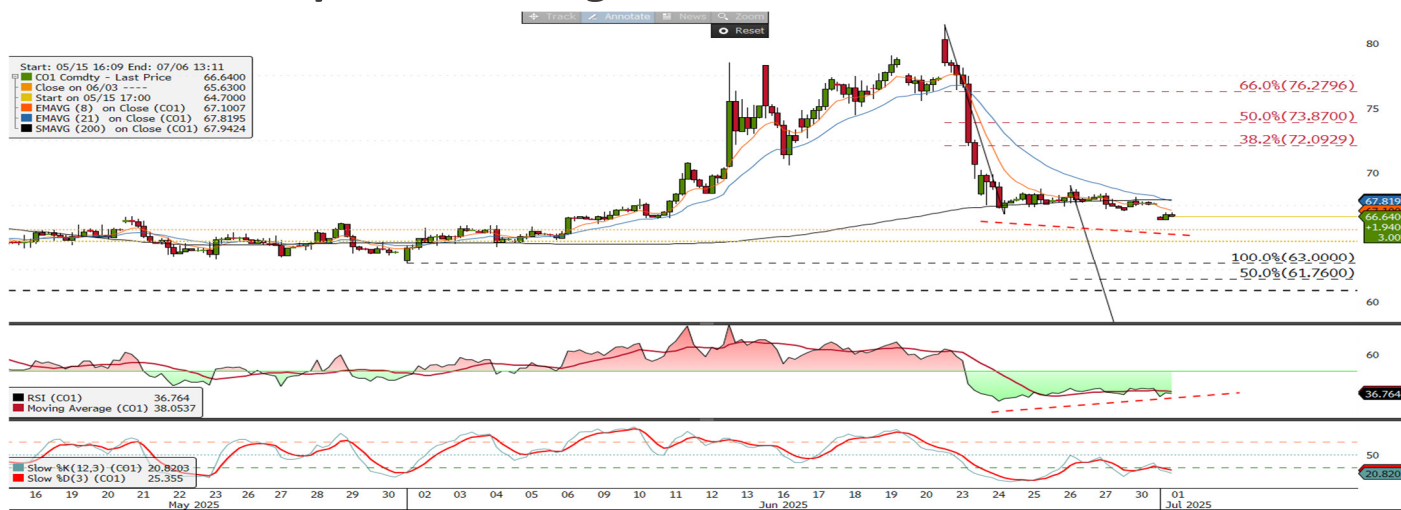 Track Annotate News Zoom
Reset
Start: 05/15 16:09 End: 07/06 13:11
CO1 Comdty - Last Price 66.6400
Close on 06/03 ---- 65.6300
Start on 05/15 17:00 64.7000
EMAVG (8) on Close (CO1) 67.1007
EMAVG (21) on Close (CO1) 67.8195
SMAVG (200) on Close (CO1) 67.9424
80
66.0%(76.2796)
75
50.0%(73.8700)
38.2%(72.0929)
70
67.819
66.640
+1.940
3.00
100.0%(63.0000)
50.0%(61.7600)
60
60
RSI (CO1) 36.764
Moving Average (CO1) 38.0537
36.764
50
Slow %K(12,3) (CO1) 20.8203
Slow %D(3) (CO1) 25.355
20.820
16 19 20 21 22 23 26 27 28 29 30 02 03 04 05 06 09 10 11 12 13 16 17 18 19 20 23 24 25 26 27 30 01
May 2025 Jun 2025 Jul 2025